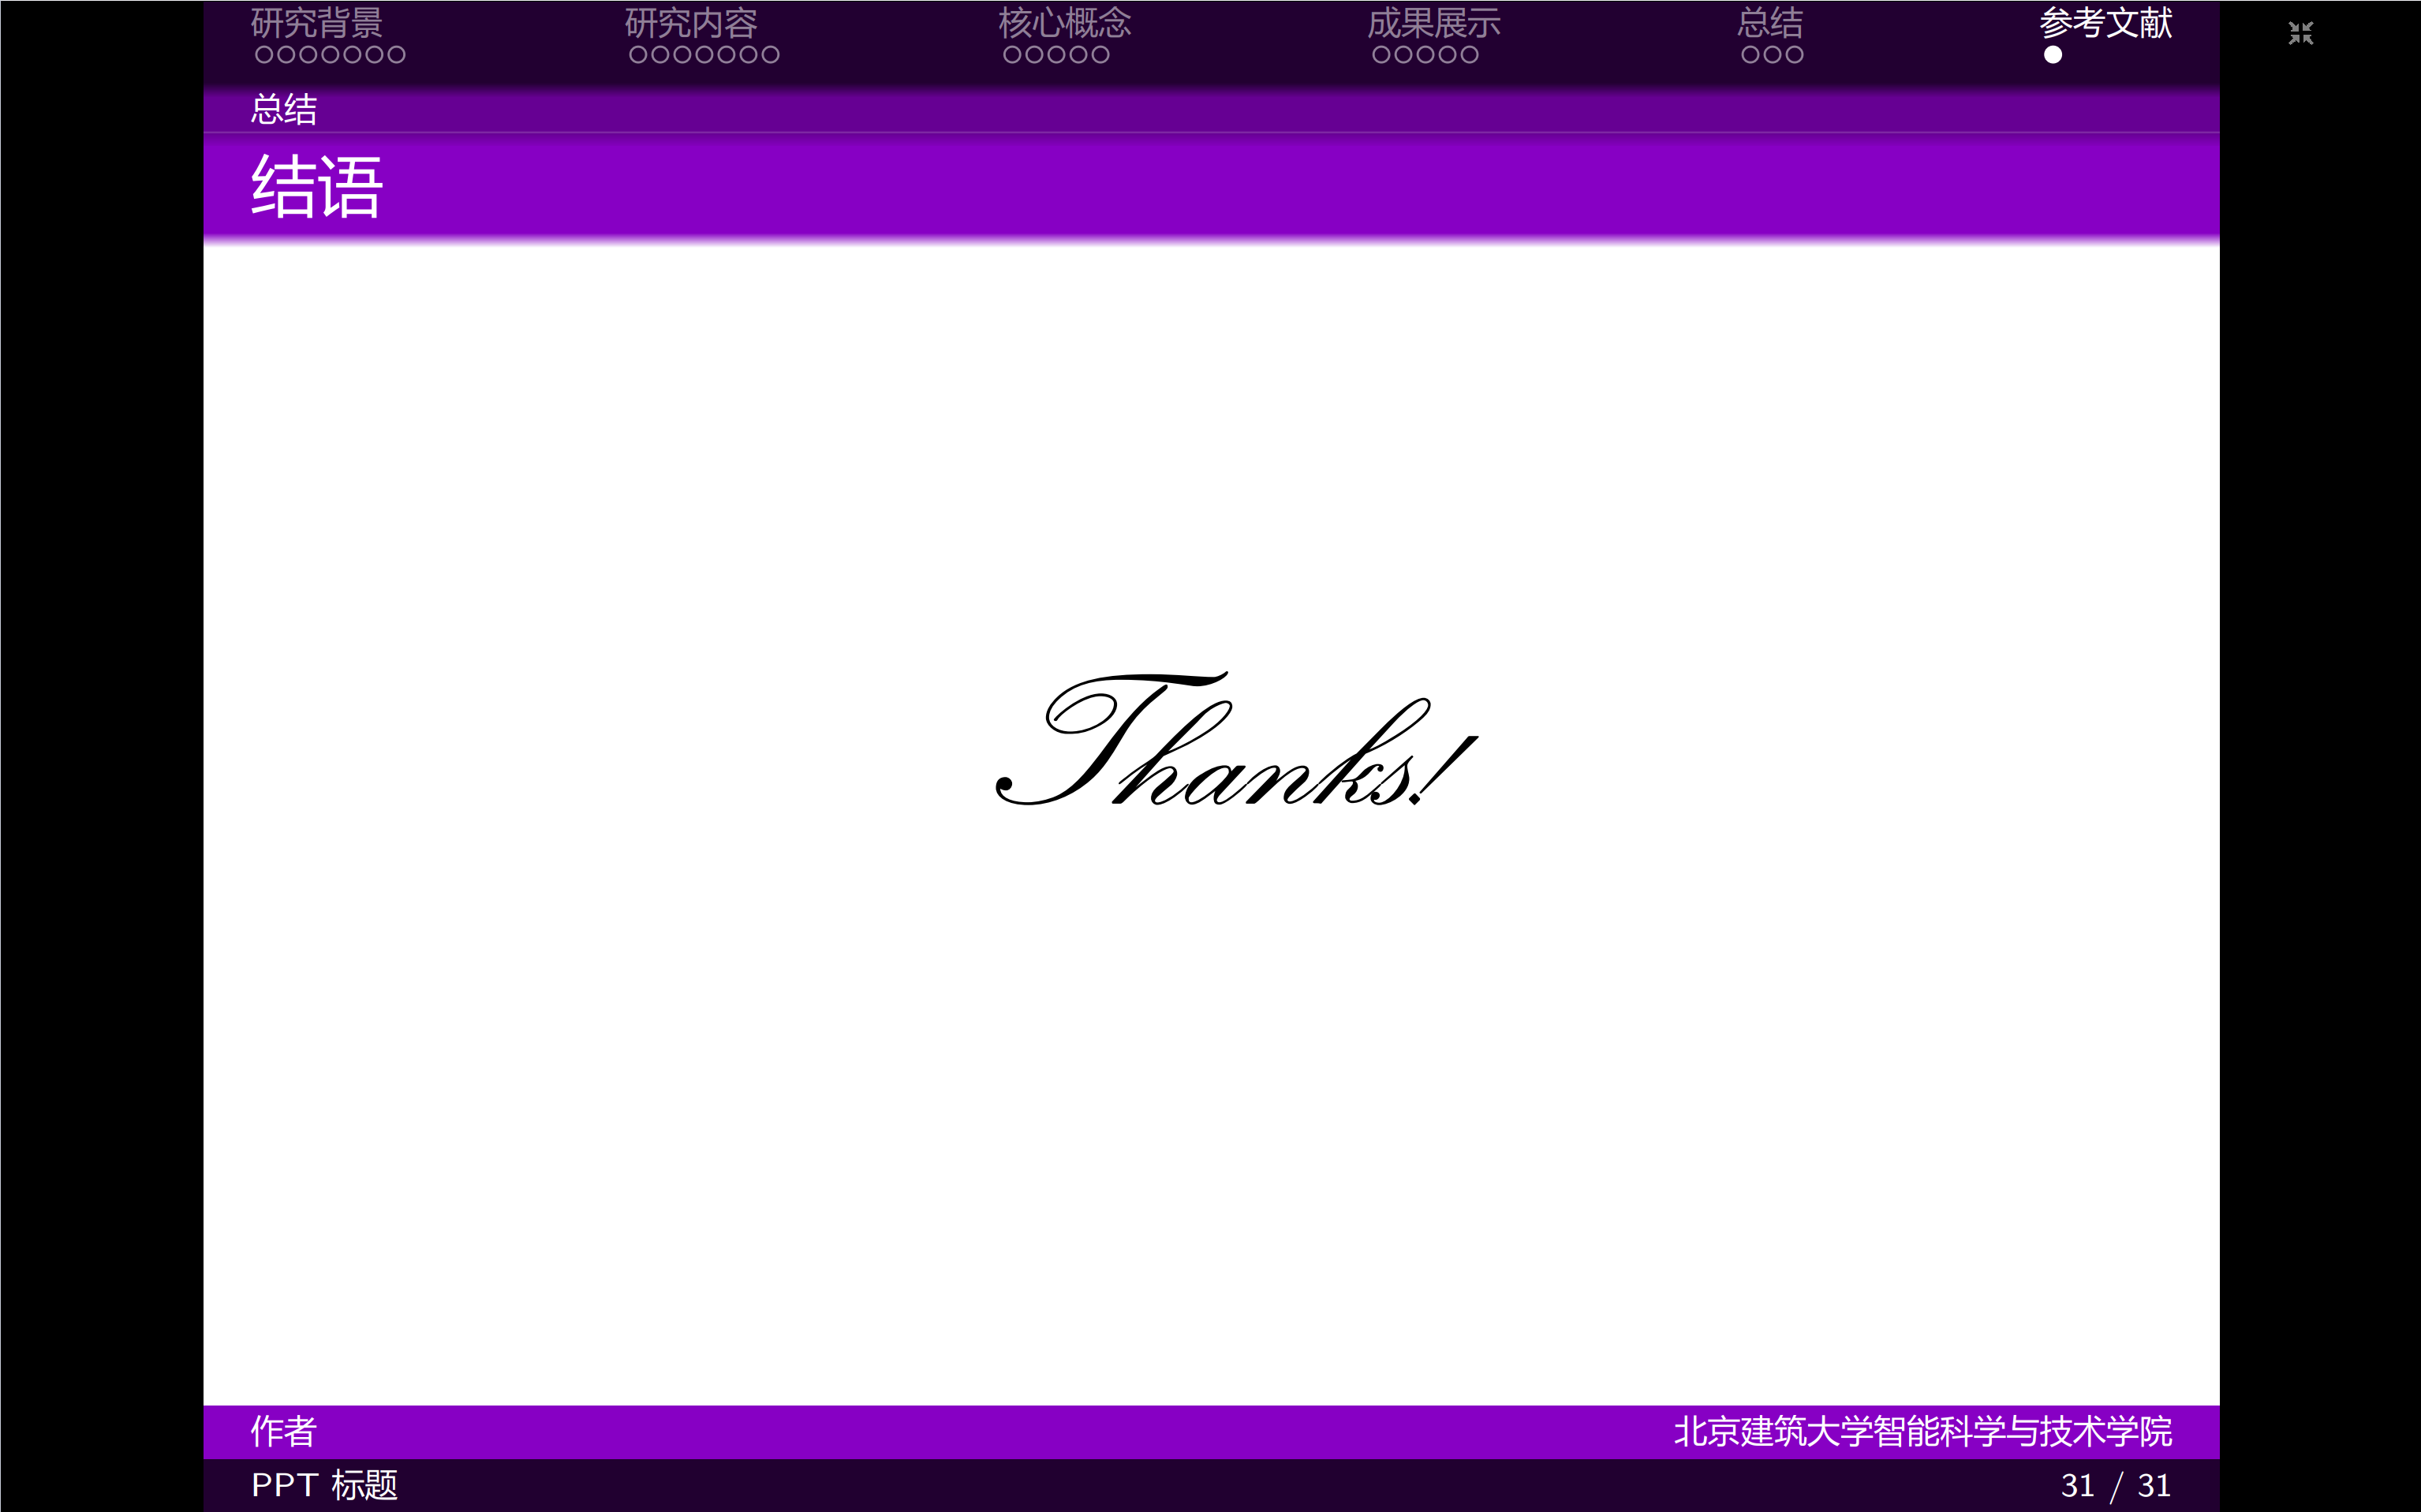 研究背景 研究内容 核心概念 成果展示 总结 参考文献
总结
结语
Thanks!
作者 北京建筑大学智能科学与技术学院
PPT 标题 31 / 31